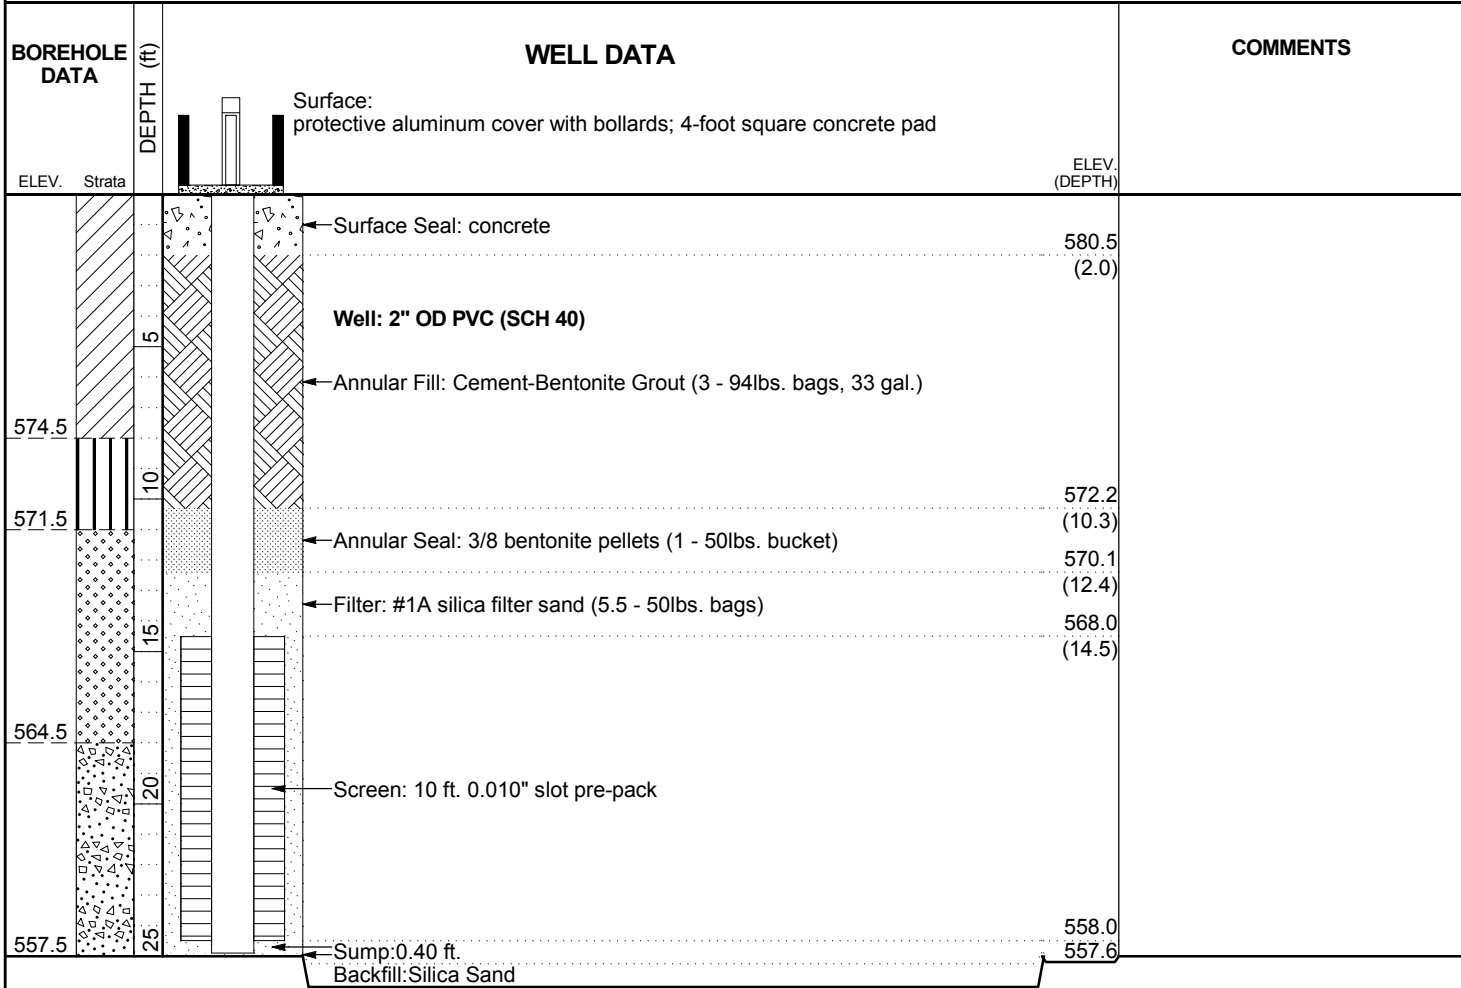 BOREHOLE
DATA
DEPTH (ft)
WELL DATA
COMMENTS
Surface:
protective aluminum cover with bollards; 4-foot square concrete pad
ELEV. Strata
ELEV.
(DEPTH)
Surface Seal: concrete
580.5
(2.0)
Well: 2" OD PVC (SCH 40)
5
Annular Fill: Cement-Bentonite Grout (3 - 94lbs. bags, 33 gal.)
574.5
10
572.2
(10.3)
571.5
Annular Seal: 3/8 bentonite pellets (1 - 50lbs. bucket)
570.1
(12.4)
Filter: #1A silica filter sand (5.5 - 50lbs. bags)
568.0
(14.5)
15
564.5
20
Screen: 10 ft. 0.010" slot pre-pack
558.0
25
557.5
Sump:0.40 ft.
557.6
Backfill:Silica Sand